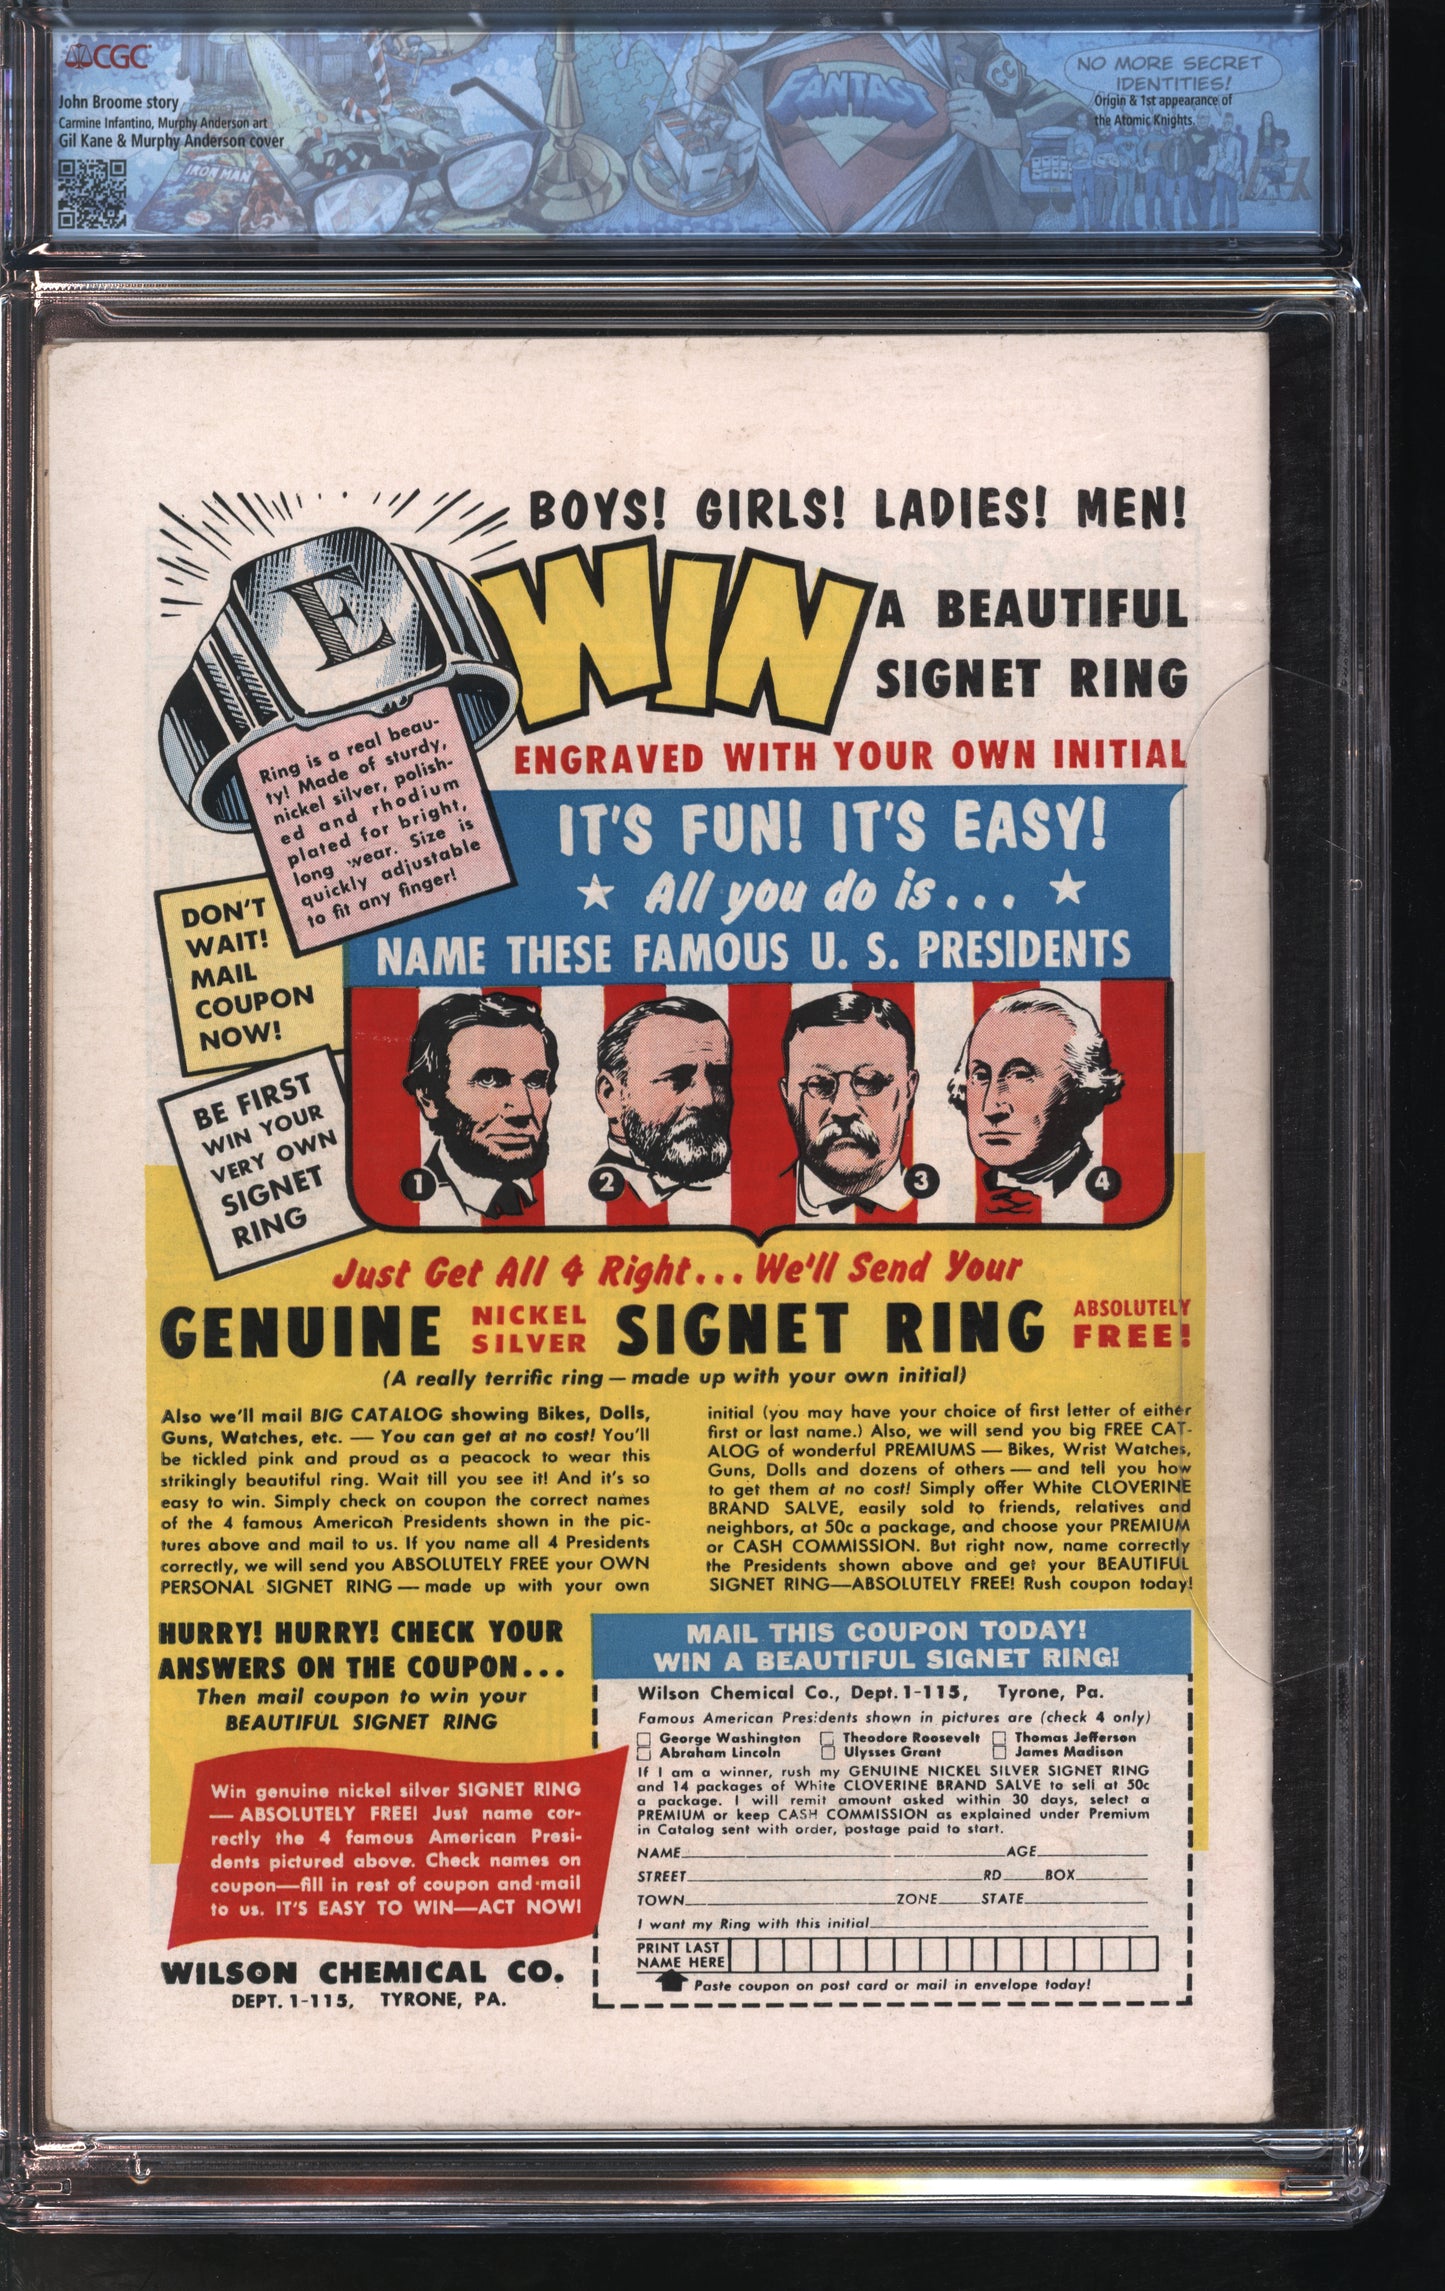 CGC
John Broome story
Carmine Infantino, Murphy Anderson art
Gil Kane & Murphy Anderson cover
IRON MAN
FANTAST
NO MORE SECRET
IDENTITIES!
Origin & 1st appearance of
the Atomic Knights.
BOYS! GIRLS! LADIES! MEN!
E
WIN
A BEAUTIFUL
SIGNET RING
ENGRAVED WITH YOUR OWN INITIAL
Ring is a real beau-
ty! Made of sturdy,
nickel silver, polish-
ed and rhodium
plated for bright,
long wear. Size is
quickly adjustable
to fit any finger!
IT'S FUN! IT'S EASY!
All you do is...
NAME THESE FAMOUS U. S. PRESIDENTS
DON'T
WAIT!
MAIL
COUPON
NOW!
BE FIRST
WIN YOUR
VERY OWN
SIGNET
RING
1
2
3
4
Just Get All 4 Right... We'll Send Your
GENUINE NICKEL SILVER SIGNET RING ABSOLUTELY FREE!
(A really terrific ring — made up with your own initial)
Also we'll mail BIG CATALOG showing Bikes, Dolls,
Guns, Watches, etc. — You can get at no cost! You'll
be tickled pink and proud as a peacock to wear this
strikingly beautiful ring. Wait till you see it! And it's so
easy to win. Simply check on coupon the correct names
of the 4 famous American Presidents shown in the pic-
tures above and mail to us. If you name all 4 Presidents
correctly, we will send you ABSOLUTELY FREE your OWN
PERSONAL SIGNET RING — made up with your own
initial (you may have your choice of first letter of either
first or last name.) Also, we will send you big FREE CAT-
ALOG of wonderful PREMIUMS — Bikes, Wrist Watches,
Guns, Dolls and dozens of others — and tell you how
to get them at no cost! Simply offer White CLOVERINE
BRAND SALVE, easily sold to friends, relatives and
neighbors, at 50c a package, and choose your PREMIUM
or CASH COMMISSION. But right now, name correctly
the Presidents shown above and get your BEAUTIFUL
SIGNET RING—ABSOLUTELY FREE! Rush coupon today!
HURRY! HURRY! CHECK YOUR
ANSWERS ON THE COUPON...
Then mail coupon to win your
BEAUTIFUL SIGNET RING
Win genuine nickel silver SIGNET RING
— ABSOLUTELY FREE! Just name cor-
rectly the 4 famous American Presi-
dents pictured above. Check names on
coupon—fill in rest of coupon and mail
to us. IT'S EASY TO WIN—ACT NOW!
WILSON CHEMICAL CO.
DEPT. 1-115, TYRONE, PA.
MAIL THIS COUPON TODAY!
WIN A BEAUTIFUL SIGNET RING!
Wilson Chemical Co., Dept. 1-115, Tyrone, Pa.
Famous American Presidents shown in pictures are (check 4 only)
George Washington Theodore Roosevelt Thomas Jefferson
Abraham Lincoln Ulysses Grant James Madison
If I am a winner, rush my GENUINE NICKEL SILVER SIGNET RING
and 14 packages of White CLOVERINE BRAND SALVE to sell at 50c
a package. I will remit amount asked within 30 days, select a
PREMIUM or keep CASH COMMISSION as explained under Premium
in Catalog sent with order, postage paid to start.
NAME AGE
STREET RD BOX
TOWN ZONE STATE
I want my Ring with this initial
PRINT LAST
NAME HERE
Paste coupon on post card or mail in envelope today!